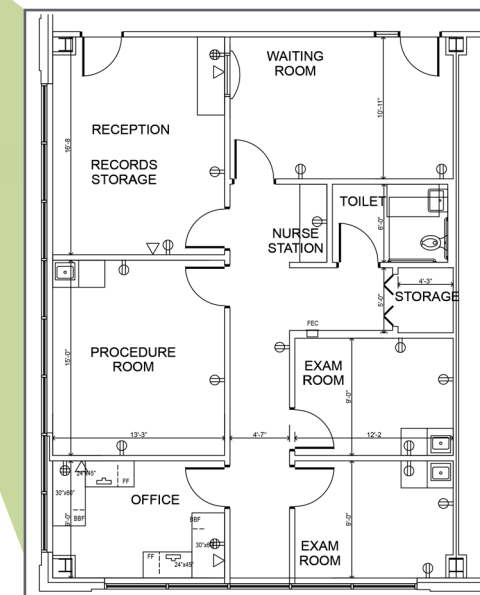 WAITING
ROOM
RECEPTION
RECORDS
STORAGE
16'-8
10'-11"
TOILET
6'-0"
NURSE
STATION
4'-3"
STORAGE
5'-0"
FEC
PROCEDURE
ROOM
15'-0"
EXAM
ROOM
9'-0"
13'-3"
4'-7"
12'-2
24"x45"
FF
30"x60"
BBF
OFFICE
9'-0"
BBF
FF
24"x45"
9'-0"
EXAM
ROOM